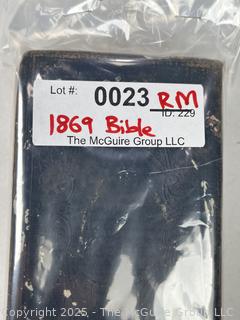 Lot #: 0023 RM
ID: 229
1869 Bible
The McGuire Group LLC
Copyright 2025 - The McGuire Group LLC